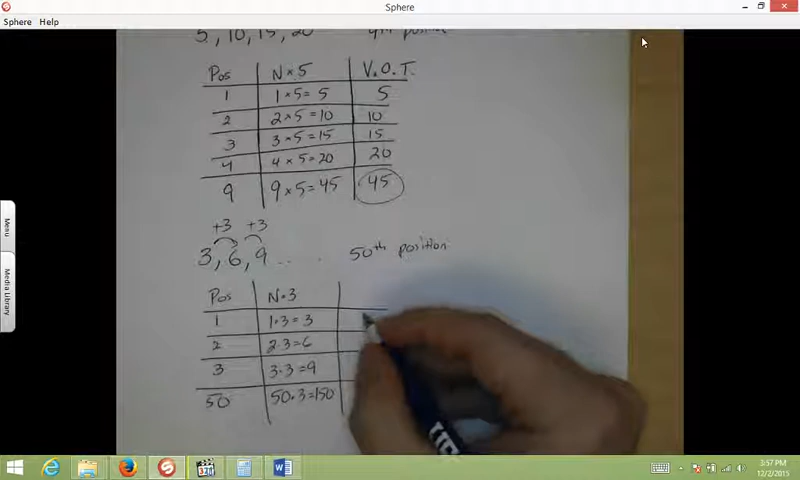 Sphere
Sphere Help
5, 10, 15, 20 4th position
Pos N×5 V.O.T.
1 1×5=5 5
2 2×5=10 10
3 3×5=15 15
4 4×5=20 20
9 9×5=45 45
+3 +3
3, 6, 9 .. . 50th position
Pos N·3
1 1·3=3
2 2·3=6
3 3·3=9
50 50·3=150
Menu
Media Library
3:57 PM
12/2/2015